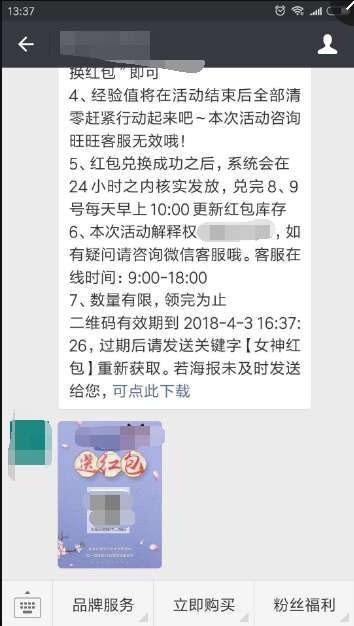 13:37
换红包“即可
4、经验值将在活动结束后全部清
零赶紧行动起来吧~本次活动咨询
旺旺客服无效哦！
5、红包兑换成功之后，系统会在
24小时之内核实发放，兑完8、9
号每天早上10:00更新红包库存
6、本次活动解释权，如
有疑问请咨询微信客服哦。客服在
线时间：9:00-18:00
7、数量有限，领完为止
二维码有效期到 2018-4-3 16:37:
26，过期后请发送关键字【女神红
包】重新获取。若海报未及时发送
给您，可点此下载
送红包
品牌服务 立即购买 粉丝福利